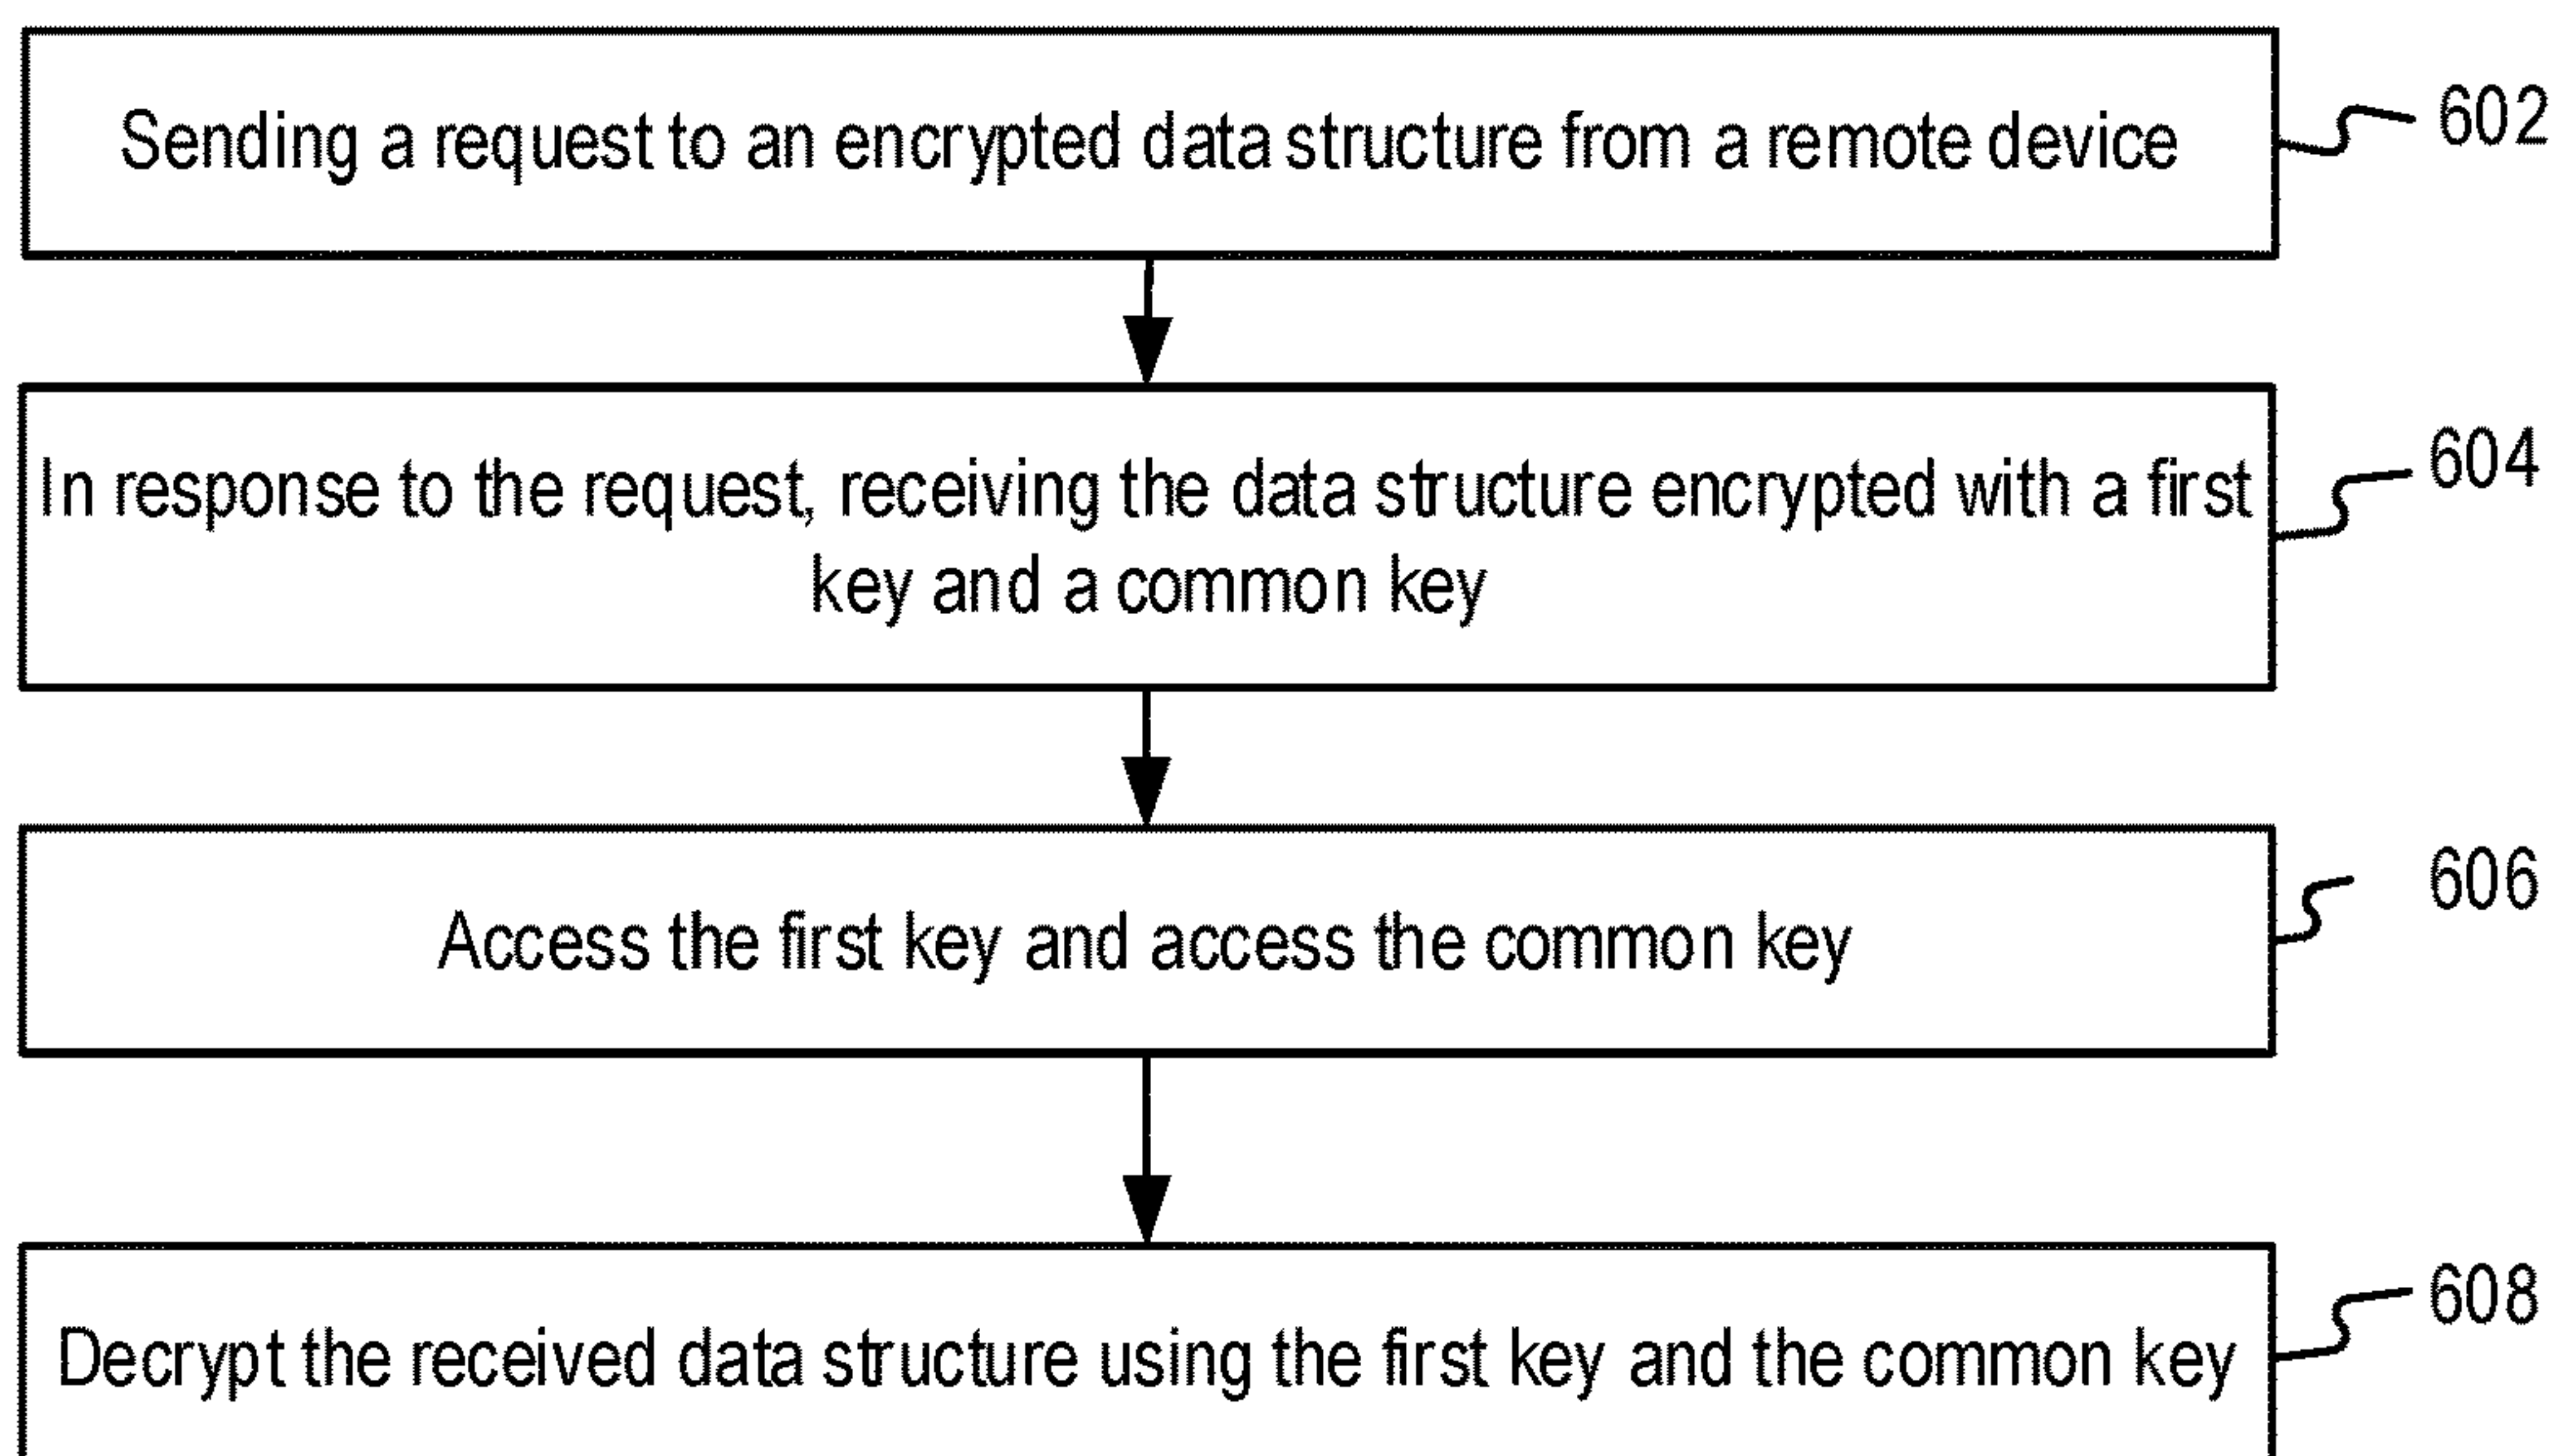 Sending a request to an encrypted data structure from a remote device
602
In response to the request, receiving the data structure encrypted with a first
key and a common key
604
Access the first key and access the common key
606
Decrypt the received data structure using the first key and the common key
608